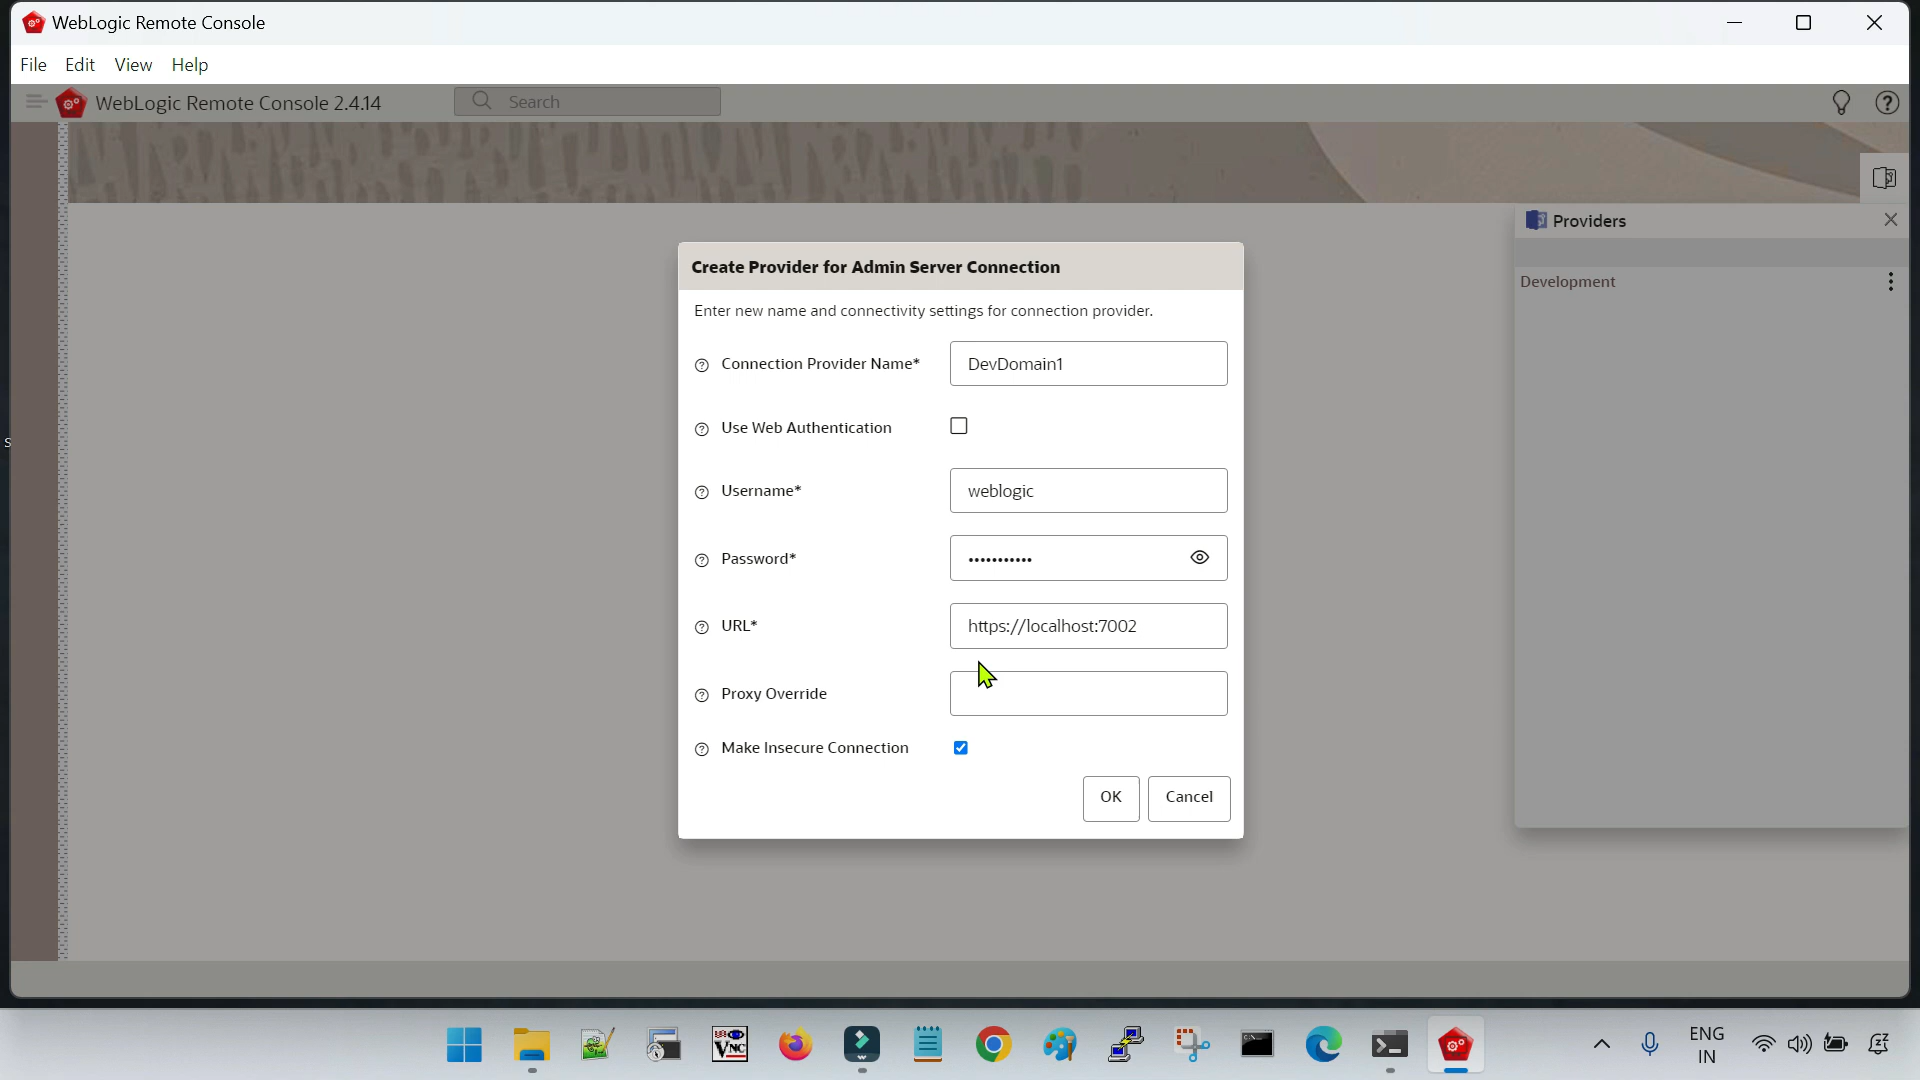 WebLogic Remote Console
File Edit View Help
WebLogic Remote Console 2.4.14
Search
Providers
Development
Create Provider for Admin Server Connection
Enter new name and connectivity settings for connection provider.
Connection Provider Name* DevDomain1
Use Web Authentication
Username* weblogic
Password* •••••••••••
URL* https://localhost:7002
Proxy Override
Make Insecure Connection
OK Cancel
S
VNC
ENG
IN